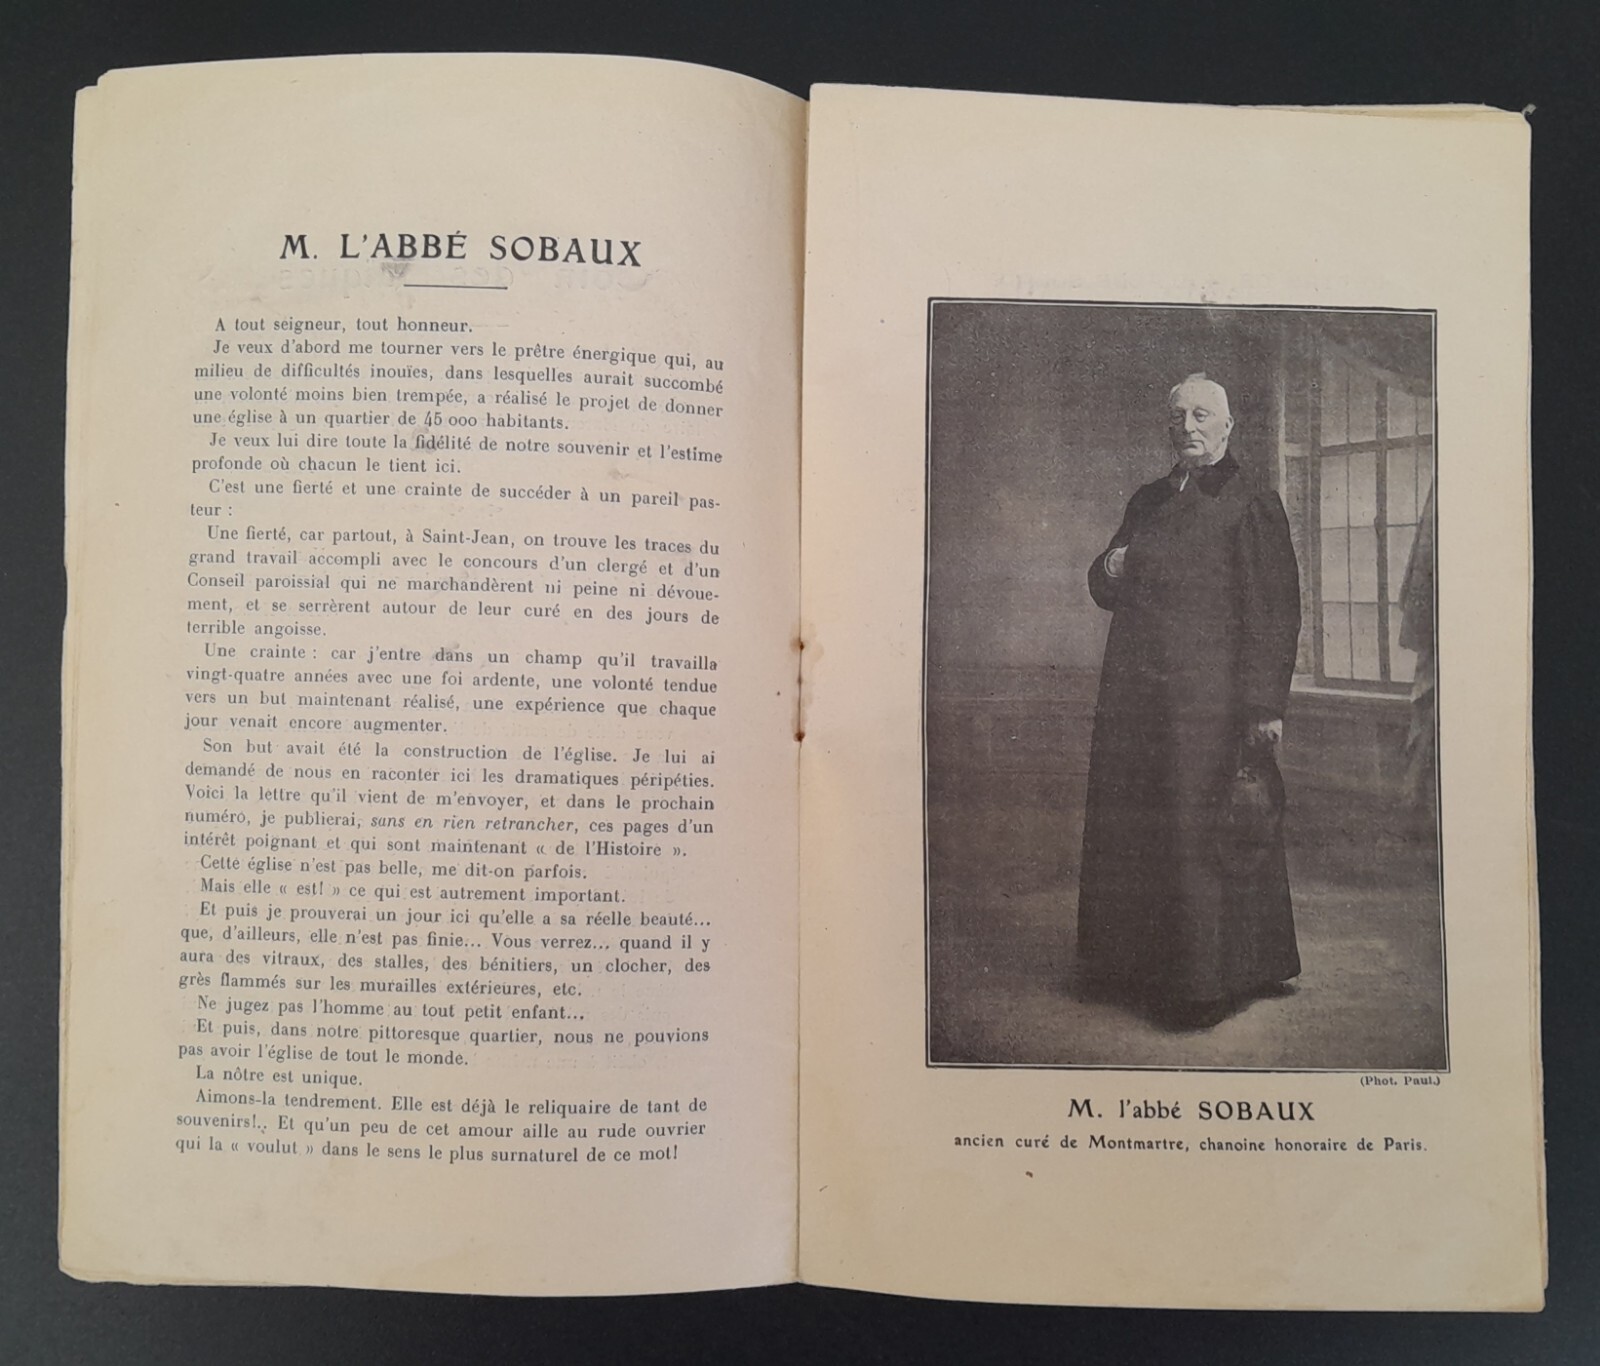 M. L'ABBÉ SOBAUX
A tout seigneur, tout honneur.
Je veux d'abord me tourner vers le prêtre énergique qui, au
milieu de difficultés inouïes, dans lesquelles aurait succombé
une volonté moins bien trempée, a réalisé le projet de donner
une église à un quartier de 45 000 habitants.
Je veux lui dire toute la fidélité de notre souvenir et l'estime
profonde où chacun le tient ici.
C'est une fierté et une crainte de succéder à un pareil pas-
teur :
Une fierté, car partout, à Saint-Jean, on trouve les traces du
grand travail accompli avec le concours d'un clergé et d'un
Conseil paroissial qui ne marchandèrent ni peine ni dévoue-
ment, et se serrèrent autour de leur curé en des jours de
terrible angoisse.
Une crainte : car j'entre dans un champ qu'il travailla
vingt-quatre années avec une foi ardente, une volonté tendue
vers un but maintenant réalisé, une expérience que chaque
jour venait encore augmenter.
Son but avait été la construction de l'église. Je lui ai
demandé de nous en raconter ici les dramatiques péripéties.
Voici la lettre qu'il vient de m'envoyer, et dans le prochain
numéro, je publierai, sans en rien retrancher, ces pages d'un
intérêt poignant et qui sont maintenant « de l'Histoire ».
Cette église n'est pas belle, me dit-on parfois.
Mais elle « est! » ce qui est autrement important.
Et puis je prouverai un jour ici qu'elle a sa réelle beauté...
que, d'ailleurs, elle n'est pas finie... Vous verrez... quand il y
aura des vitraux, des stalles, des bénitiers, un clocher, des
grès flammés sur les murailles extérieures, etc.
Ne jugez pas l'homme au tout petit enfant...
Et puis, dans notre pittoresque quartier, nous ne pouvions
pas avoir l'église de tout le monde.
La nôtre est unique.
Aimons-la tendrement. Elle est déjà le reliquaire de tant de
souvenirs!.. Et qu'un peu de cet amour aille au rude ouvrier
qui la « voulut » dans le sens le plus surnaturel de ce mot!
(Phot. Paul.)
M. l'abbé SOBAUX
ancien curé de Montmartre, chanoine honoraire de Paris.